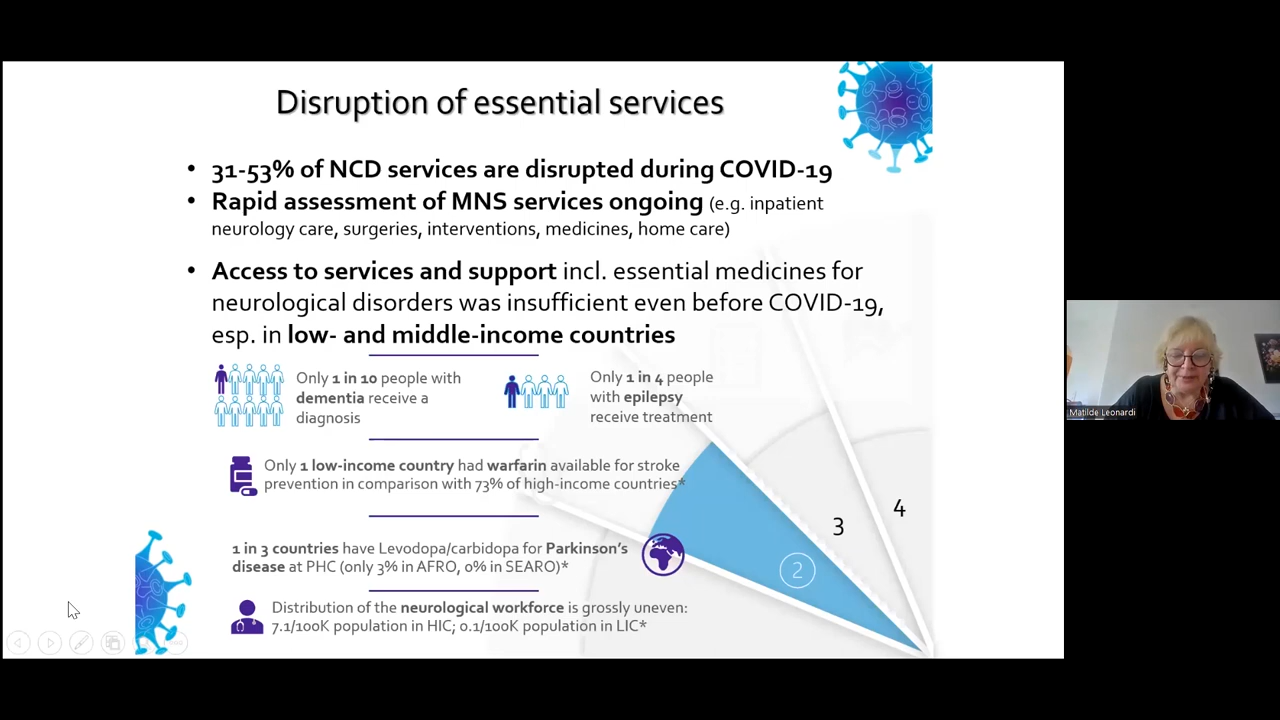 Disruption of essential services
• 31-53% of NCD services are disrupted during COVID-19
• Rapid assessment of MNS services ongoing (e.g. inpatient
neurology care, surgeries, interventions, medicines, home care)
• Access to services and support incl. essential medicines for
neurological disorders was insufficient even before COVID-19,
esp. in low- and middle-income countries
Only 1 in 10 people with
dementia receive a
diagnosis
Only 1 in 4 people
with epilepsy
receive treatment
Only 1 low-income country had warfarin available for stroke
prevention in comparison with 73% of high-income countries*
1 in 3 countries have Levodopa/carbidopa for Parkinson's
disease at PHC (only 3% in AFRO, 0% in SEARO)*
Distribution of the neurological workforce is grossly uneven:
7.1/100K population in HIC; 0.1/100K population in LIC*
2
3
4
Matilde Leonardi